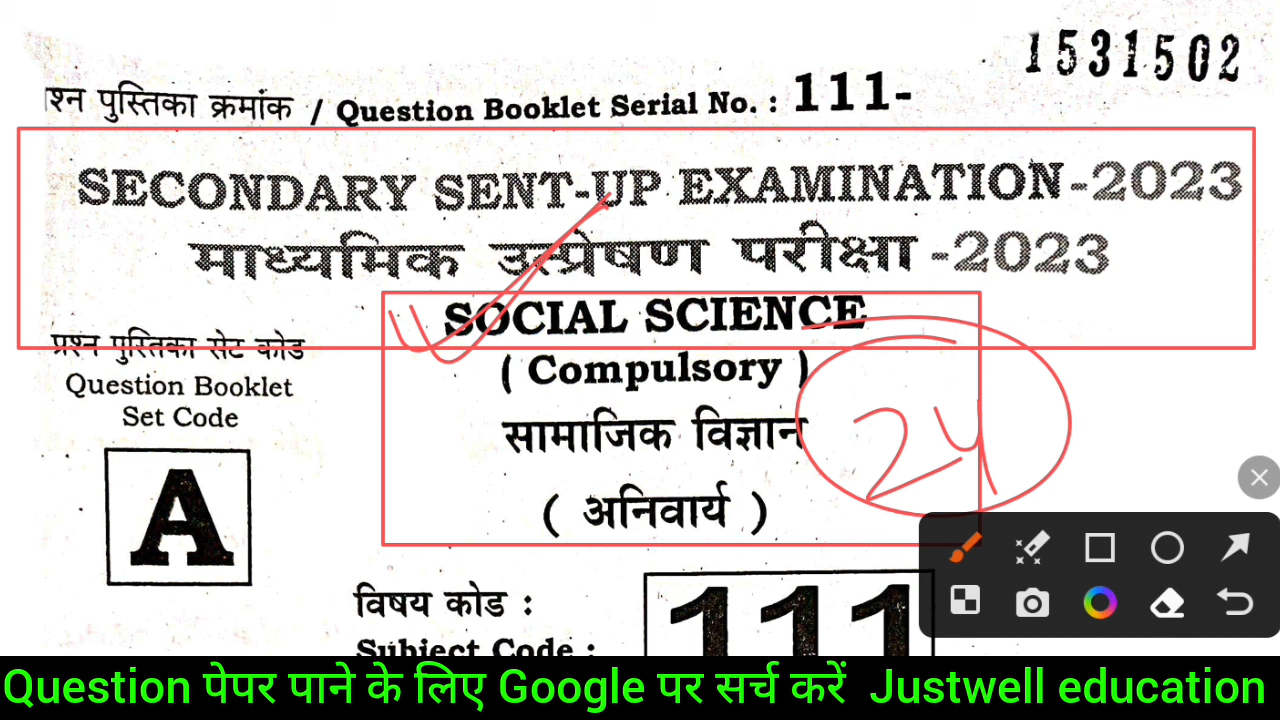 1531502
श्न पुस्तिका क्रमांक / Question Booklet Serial No. : 111-
SECONDARY SENT-UP EXAMINATION-2023
माध्यमिक उत्प्रेषण परीक्षा -2023
SOCIAL SCIENCE
( Compulsory )
सामाजिक विज्ञान
( अनिवार्य )
24
प्रश्न पुस्तिका सेट कोड
Question Booklet
Set Code
A
विषय कोड :
Subject Code :
111
Question पेपर पाने के लिए Google पर सर्च करें Justwell education